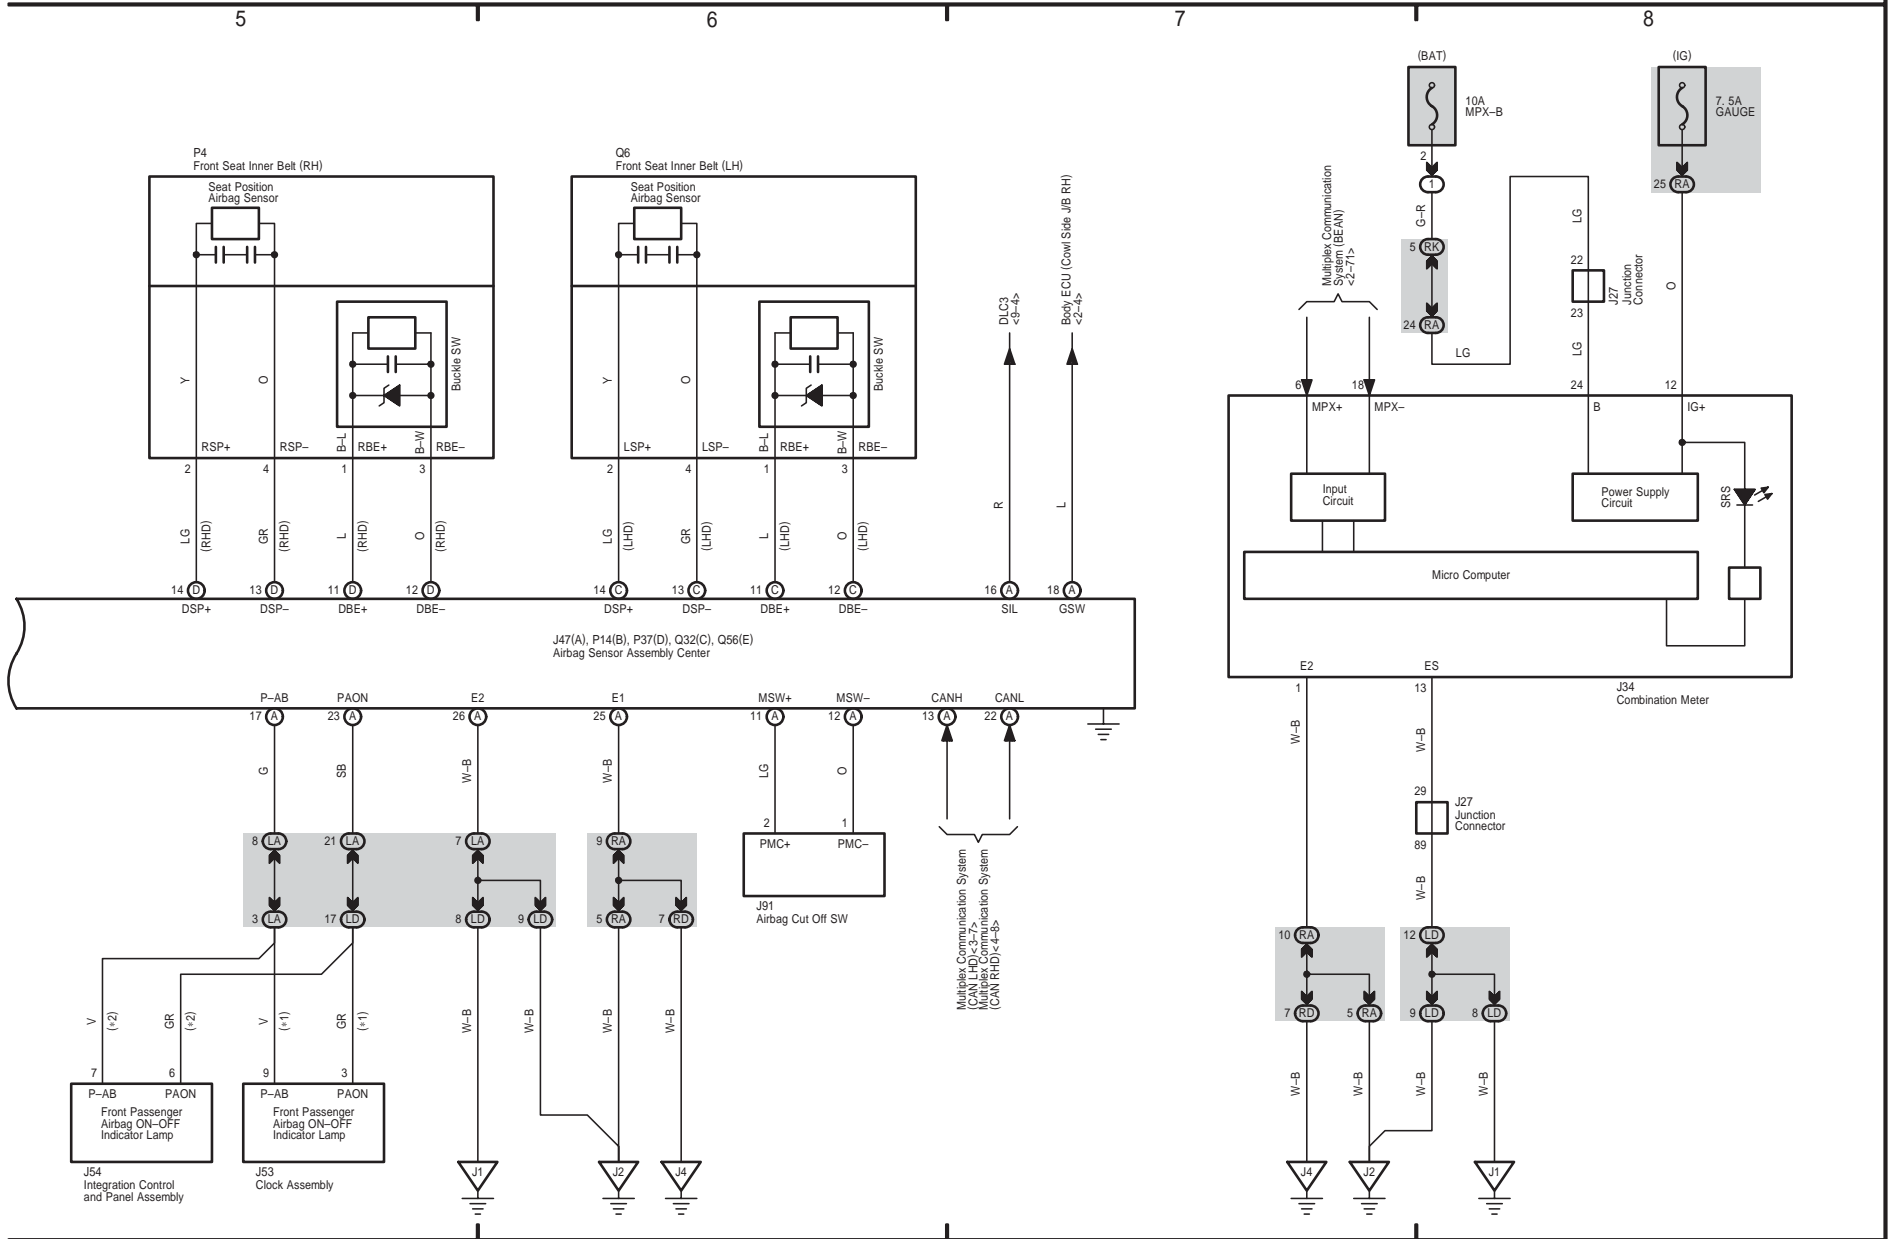 5
6
7
8
(BAT)
(IG)
10A
MPX–B
7. 5A
GAUGE
2
1
25 RA
P4
Front Seat Inner Belt (RH)
Seat Position
Airbag Sensor
Q6
Front Seat Inner Belt (LH)
Seat Position
Airbag Sensor
Multiplex Communication
System (BEAN)
<2–71>
G–R
LG
5 RK
22
J27
Junction
Connector
23
O
DLC3
<9–4>
Body ECU (Cowl Side J/B RH)
<2–4>
24 RA
LG
LG
Y
O
Buckle SW
Y
O
Buckle SW
6
18
24
12
MPX+
MPX–
B
IG+
RSP+
RSP–
B–L
RBE+
B–W
RBE–
LSP+
LSP–
B–L
RBE+
B–W
RBE–
2
4
1
3
2
4
1
3
Input
Circuit
Power Supply
Circuit
SRS
R
L
LG
(RHD)
GR
(RHD)
L
(RHD)
O
(RHD)
LG
(LHD)
GR
(LHD)
L
(LHD)
O
(LHD)
Micro Computer
14 D
13 D
11 D
12 D
14 C
13 C
11 C
12 C
16 A
18 A
DSP+
DSP–
DBE+
DBE–
DSP+
DSP–
DBE+
DBE–
SIL
GSW
J47(A), P14(B), P37(D), Q32(C), Q56(E)
Airbag Sensor Assembly Center
E2
ES
1
13
J34
Combination Meter
P–AB
PAON
E2
E1
MSW+
MSW–
CANH
CANL
17 A
23 A
26 A
25 A
11 A
12 A
13 A
22 A
G
SB
W–B
W–B
LG
O
W–B
W–B
29
J27
Junction
Connector
89
2
1
8 LA
21 LA
7 LA
9 RA
PMC+
PMC–
J91
Airbag Cut Off SW
Multiplex Communication System
(CAN LHD)<3–7>
Multiplex Communication System
(CAN RHD)<4–8>
W–B
3 LA
17 LD
8 LD
9 LD
5 RA
7 RD
10 RA
12 LD
7 RD
5 RA
9 LD
8 LD
V
(*2)
GR
(*2)
V
(*1)
GR
(*1)
W–B
W–B
W–B
W–B
W–B
W–B
W–B
W–B
7
6
9
3
P–AB
PAON
P–AB
PAON
Front Passenger
Airbag ON–OFF
Indicator Lamp
Front Passenger
Airbag ON–OFF
Indicator Lamp
J54
Integration Control
and Panel Assembly
J53
Clock Assembly
J1
J2
J4
J4
J2
J1